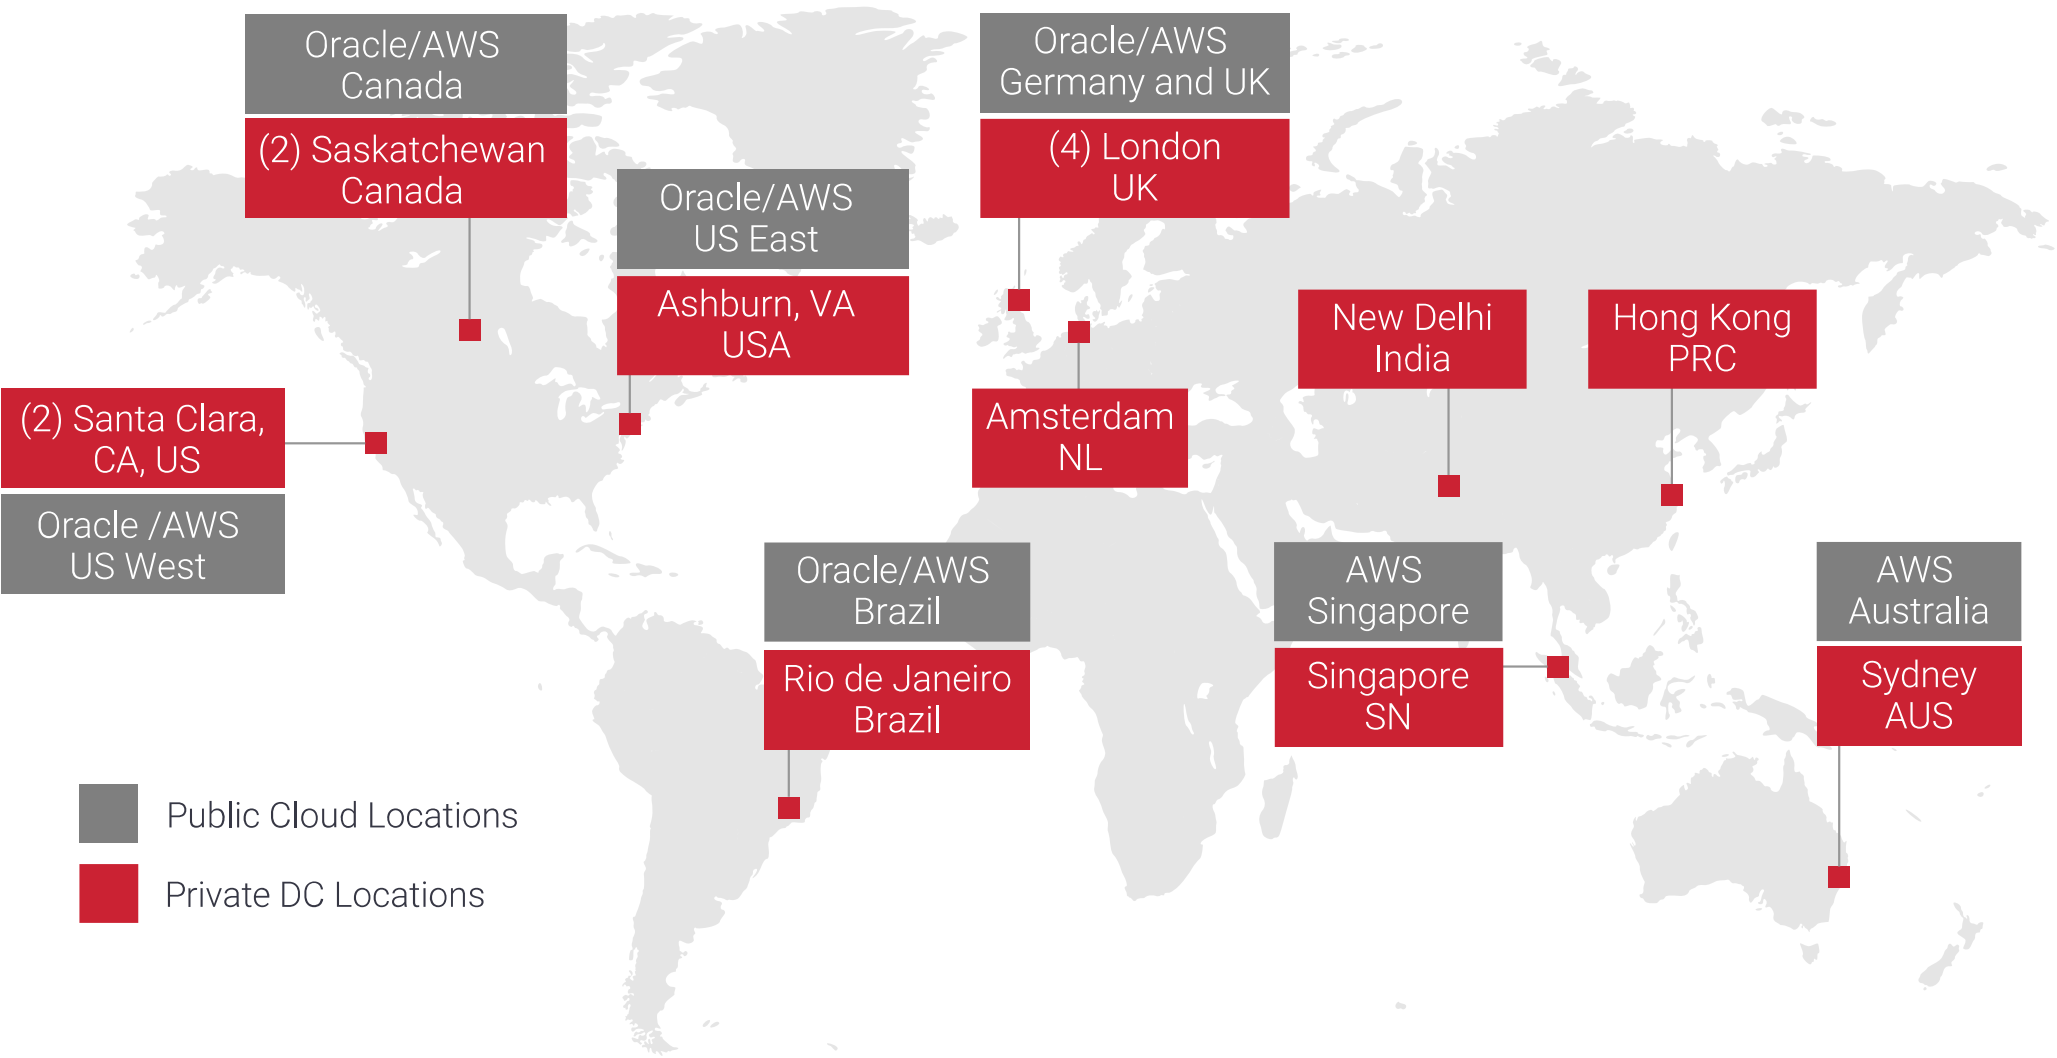 Oracle/AWS
Canada
(2) Saskatchewan
Canada
Oracle/AWS
US East
Ashburn, VA
USA
(2) Santa Clara,
CA, US
Oracle /AWS
US West
Oracle/AWS
Germany and UK
(4) London
UK
Amsterdam
NL
New Delhi
India
Hong Kong
PRC
Oracle/AWS
Brazil
Rio de Janeiro
Brazil
AWS
Singapore
Singapore
SN
AWS
Australia
Sydney
AUS
Public Cloud Locations
Private DC Locations